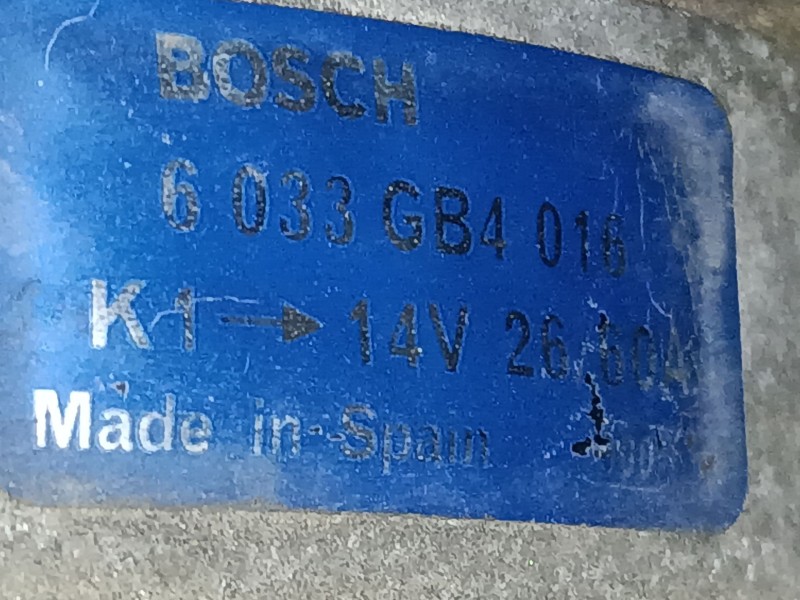 BOSCH
6 033 GB4 016
K1 → 14V 26/60A
Made in Spain